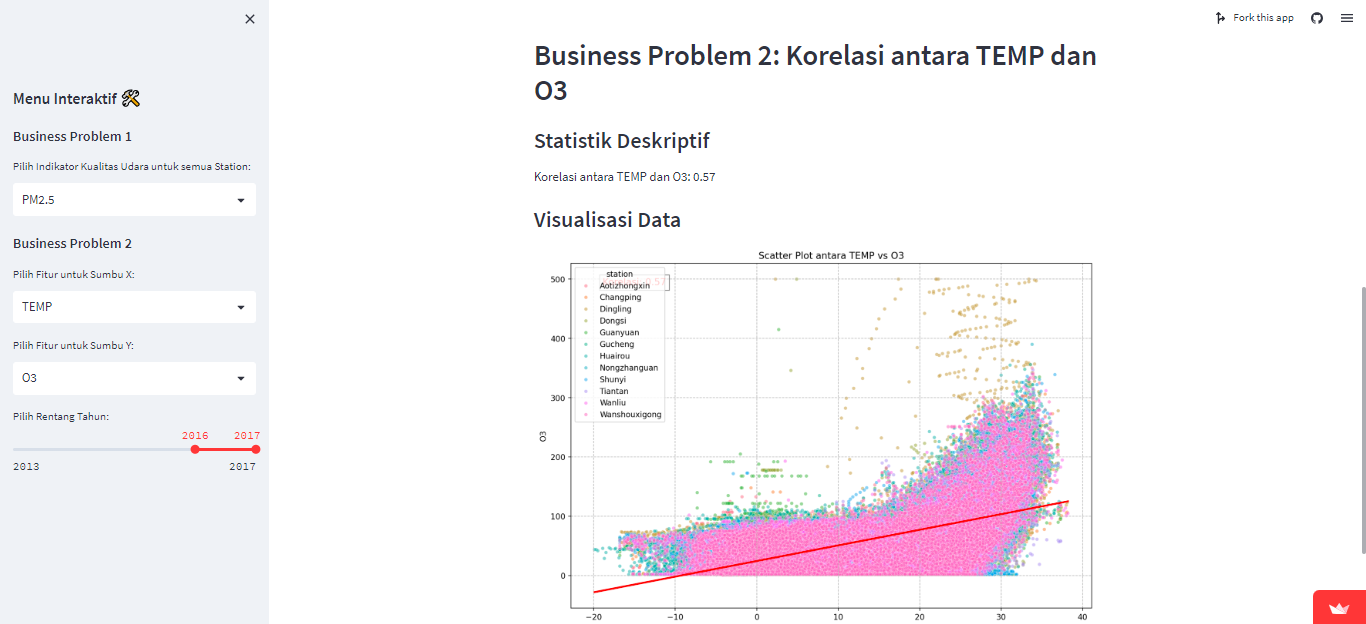 Fork this app
Menu Interaktif
Business Problem 1
Pilih Indikator Kualitas Udara untuk semua Station:
PM2.5
Business Problem 2
Pilih Fitur untuk Sumbu X:
TEMP
Pilih Fitur untuk Sumbu Y:
O3
Pilih Rentang Tahun:
2016 2017
2013 2017
Business Problem 2: Korelasi antara TEMP dan
O3
Statistik Deskriptif
Korelasi antara TEMP dan O3: 0.57
Visualisasi Data
Scatter Plot antara TEMP vs O3
station
Aotizhongxin
Changping
Dingling
Dongsi
Guanyuan
Gucheng
Huairou
Nongzhanguan
Shunyi
Tiantan
Wanliu
Wanshouxigong
O3
500
400
300
200
100
0
−20 −10 0 10 20 30 40